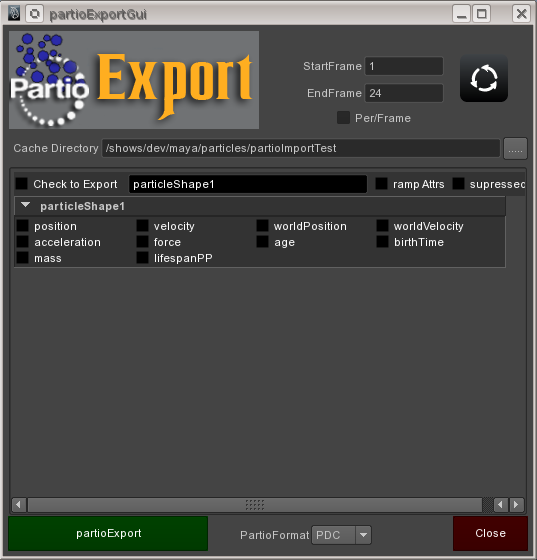 partioExportGui
Partio Export
StartFrame 1
EndFrame 24
Per/Frame
Cache Directory /shows/dev/maya/particles/partioImportTest .....
Check to Export particleShape1 ramp Attrs supressed
particleShape1
position velocity worldPosition worldVelocity
acceleration force age birthTime
mass lifespanPP
partioExport PartioFormat PDC Close